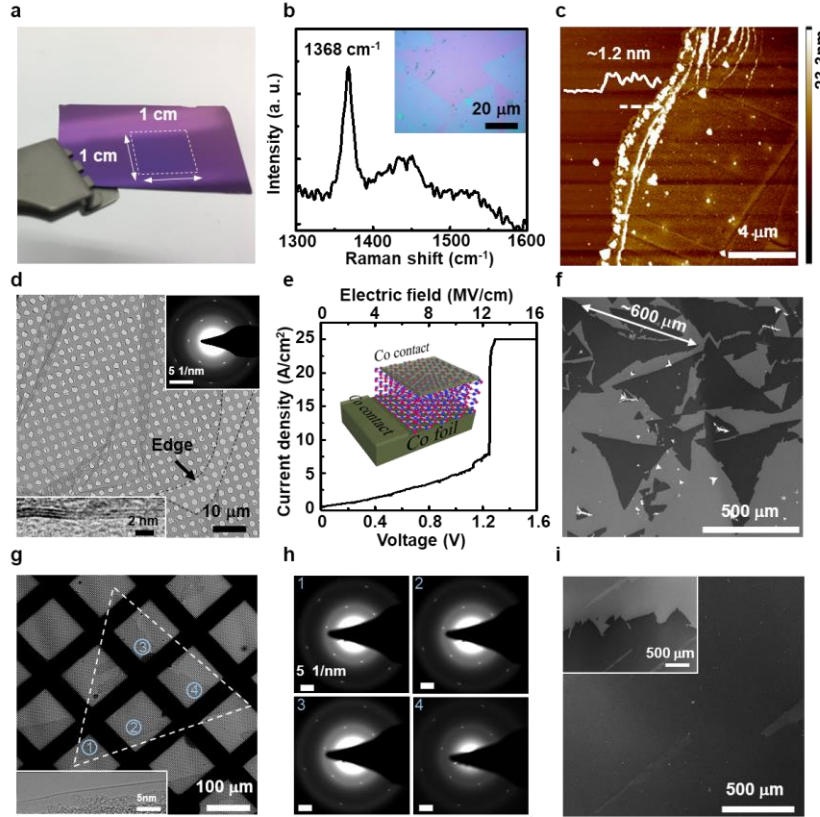 a
1 cm
1 cm
b
1368 cm-1
20 μm
Intensity (a. u.)
1300 1400 1500 1600
Raman shift (cm-1)
c
~1.2 nm
4 μm
d
5 1/nm
Edge
2 nm
10 μm
e
Electric field (MV/cm)
0 4 8 12 16
Current density (A/cm2)
25
20
15
10
5
0
Co contact
Co contact
Co foil
0 0.4 0.8 1.2 1.6
Voltage (V)
f
~600 μm
500 μm
g
3
4
2
1
5nm
100 μm
h
1
2
5 1/nm
3
4
i
500 μm
500 μm